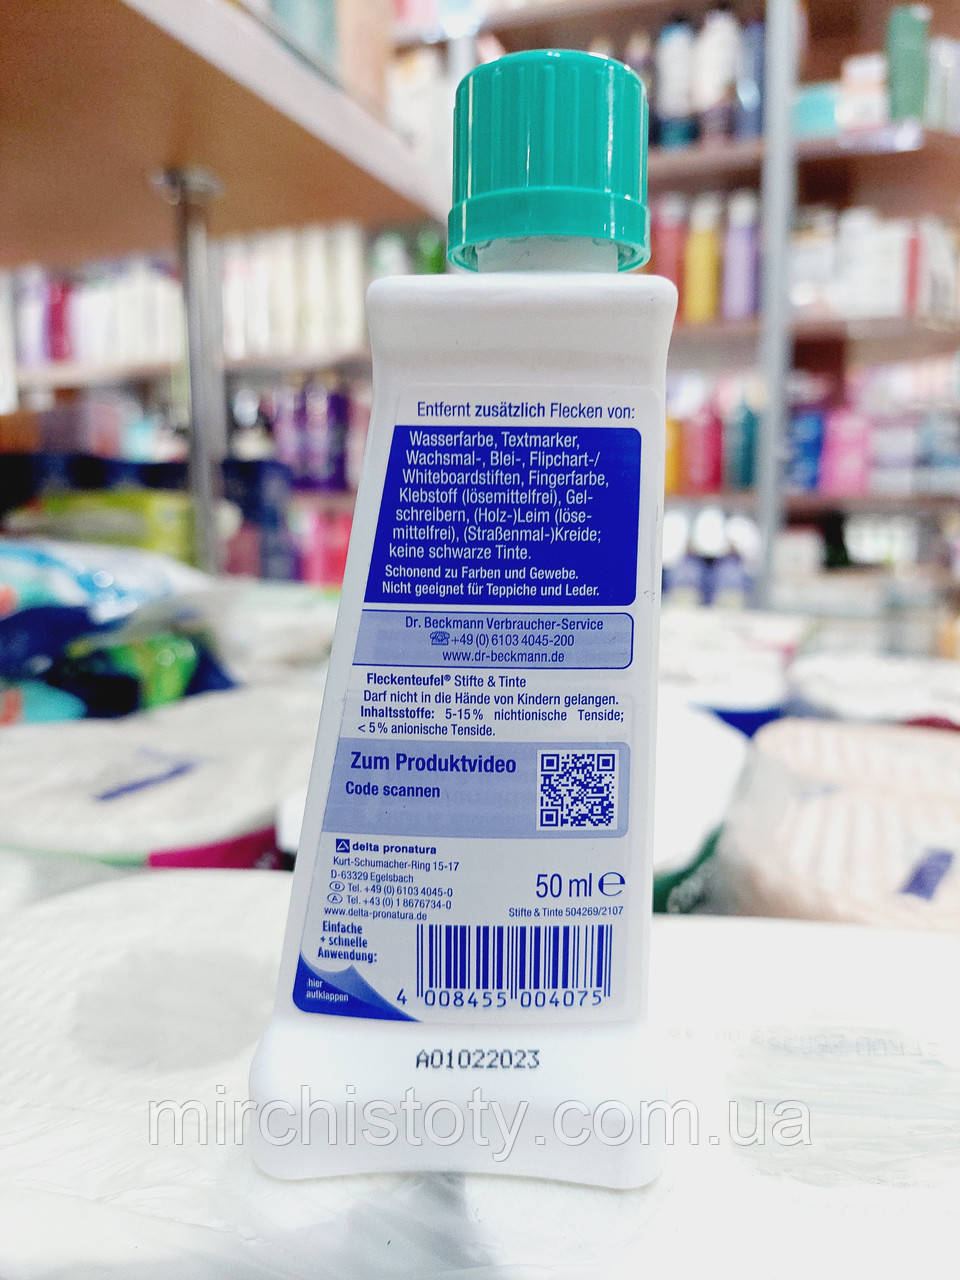 Entfernt zusätzlich Flecken von:
Wasserfarbe, Textmarker,
Wachsmal-, Blei-, Flipchart-/
Whiteboardstiften, Fingerfarbe,
Klebstoff (lösemittelfrei), Gel-
schreibern, (Holz-)Leim (löse-
mittelfrei), (Straßenmal-)Kreide;
keine schwarze Tinte.
Schonend zu Farben und Gewebe.
Nicht geeignet für Teppiche und Leder.
Dr. Beckmann Verbraucher-Service
☎+49 (0) 6103 4045-200
www.dr-beckmann.de
Fleckenteufel® Stifte & Tinte
Darf nicht in die Hände von Kindern gelangen.
Inhaltsstoffe: 5-15% nichtionische Tenside;
< 5% anionische Tenside.
Zum Produktvideo
Code scannen
delta pronatura
Kurt-Schumacher-Ring 15-17
D-63329 Egelsbach
D Tel. +49 (0) 6103 4045-0
A Tel. +43 (0) 1 8676734-0
www.delta-pronatura.de
50 ml e
Stifte & Tinte 504269/2107
Einfache
+ schnelle
Anwendung:
hier
aufklappen
4 008455 004075
A01022023
mirchistoty.com.ua